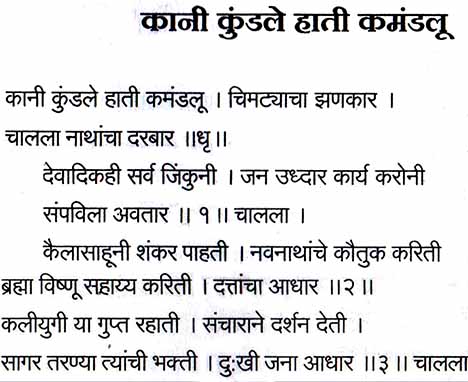 कानी कुंडले हाती कमंडलू
कानी कुंडले हाती कमंडलू । चिमट्याचा झणकार ।
चालला नाथांचा दरबार ॥धृ॥
देवादिकही सर्व जिंकुनी । जन उध्दार कार्य करोनी
संपविला अवतार ॥ १ ॥ चालला ।
कैलासाहूनी शंकर पाहती । नवनाथांचे कौतुक करिती
ब्रह्मा विष्णू सहाय्य करिती । दत्तांचा आधार ॥२॥
कलीयुगी या गुप्त रहाती । संचाराने दर्शन देती ।
सागर तरण्या त्यांची भक्ती । दुःखी जना आधार ॥३॥ चालला